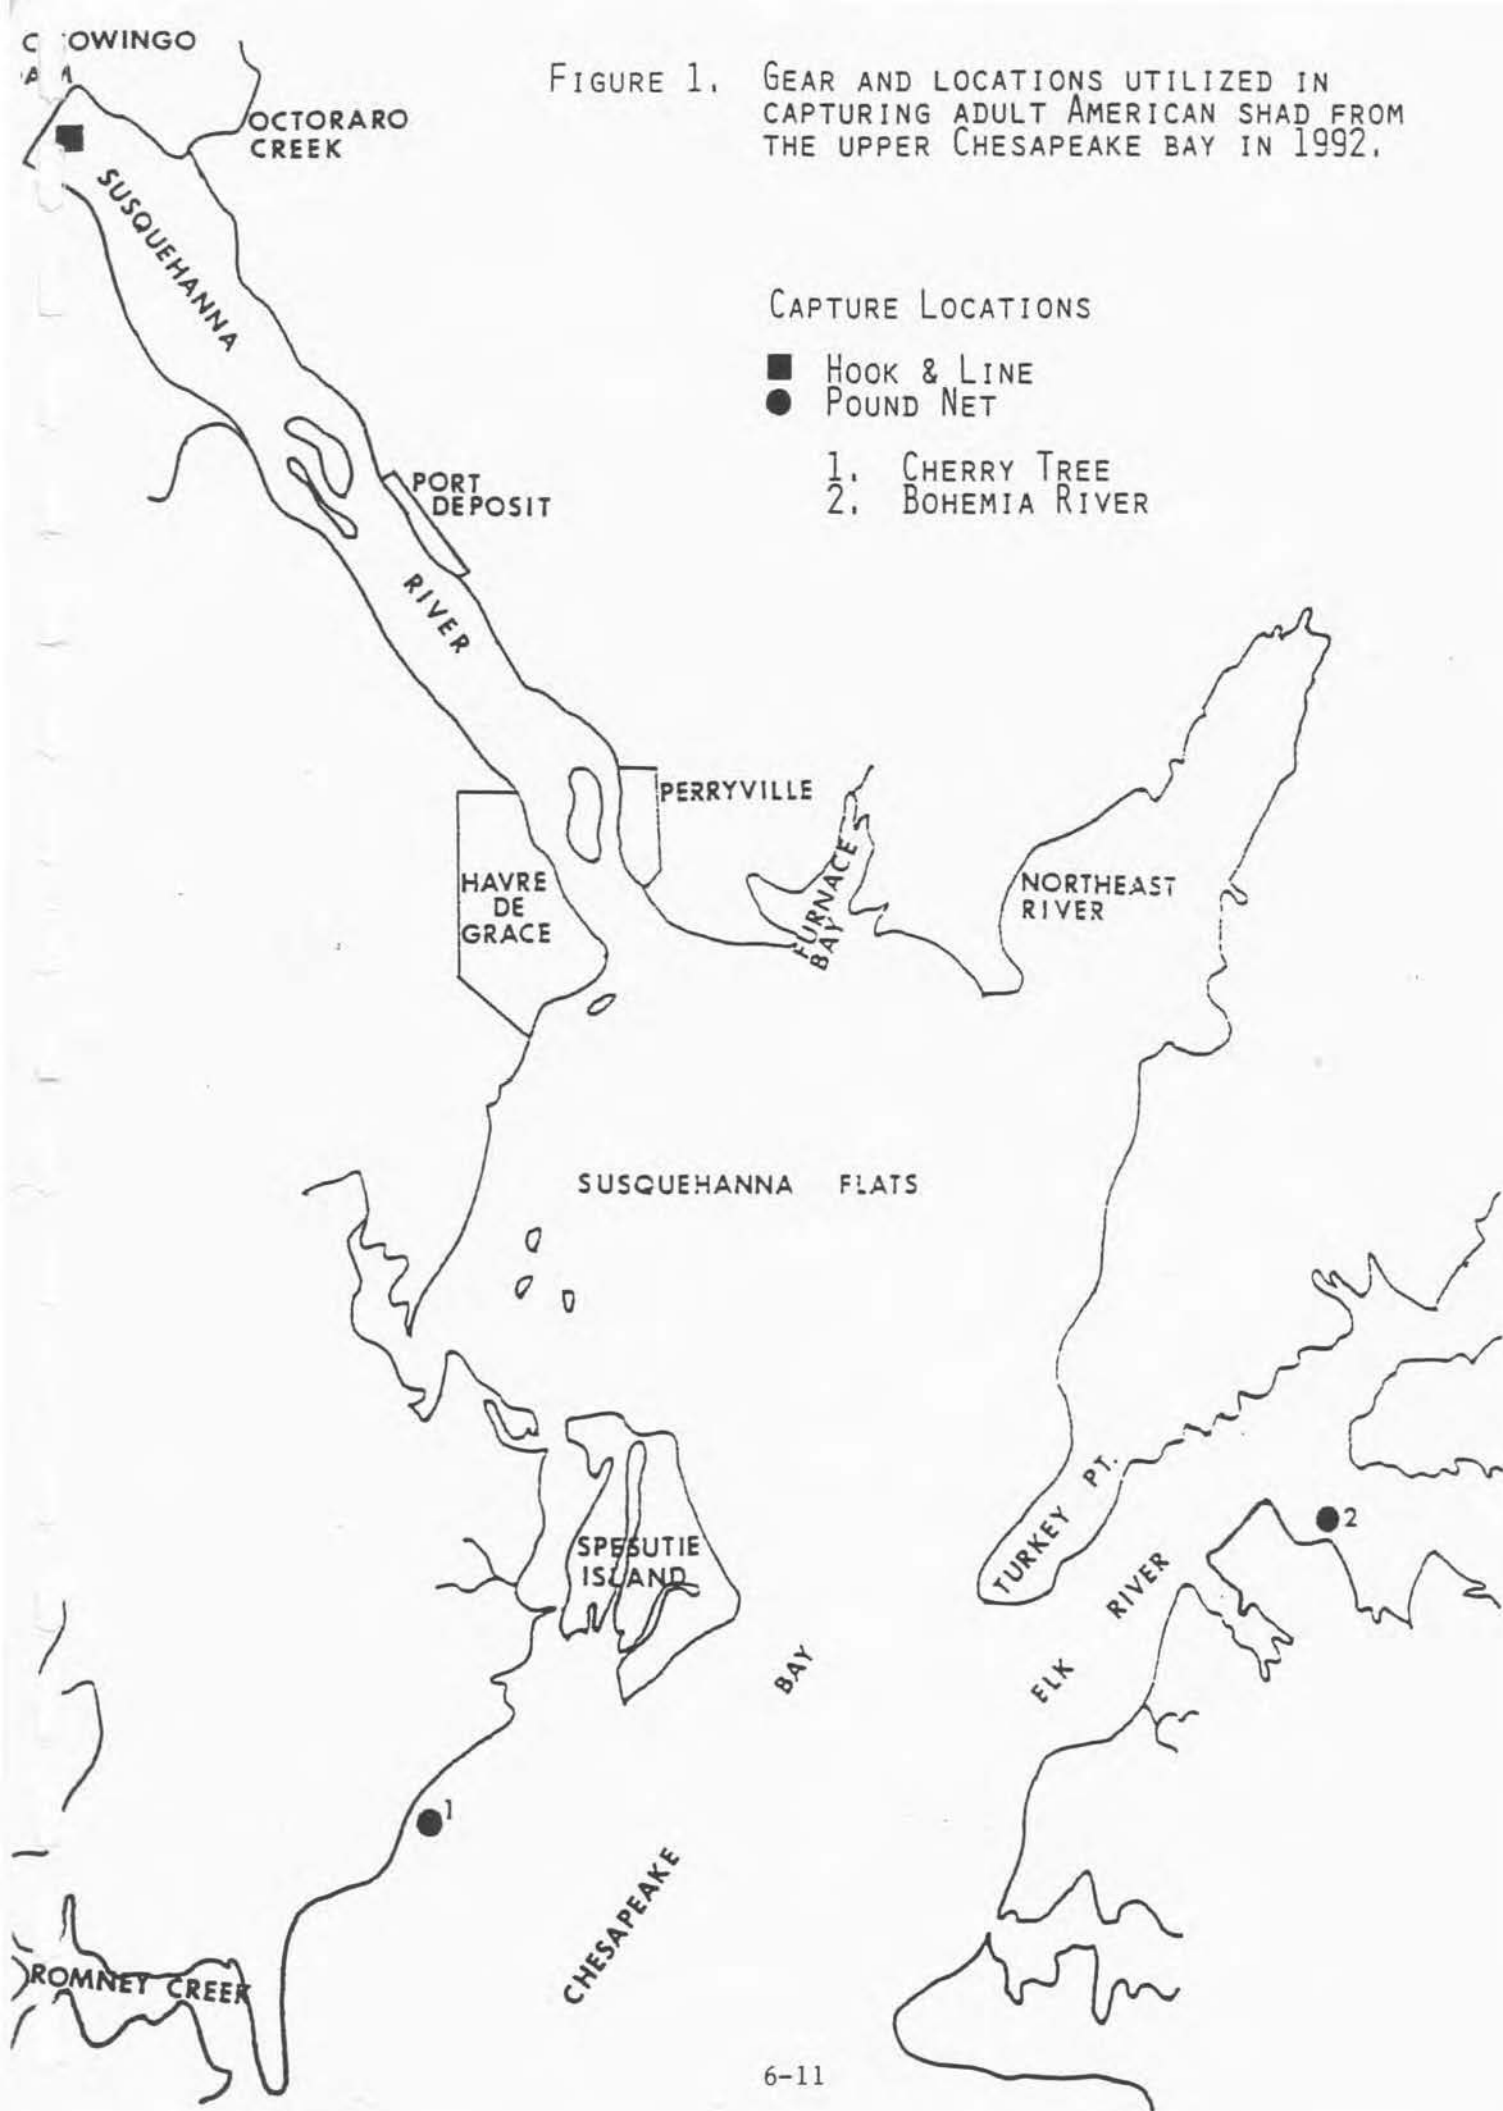 OWINGO
OCTORARO
CREEK
FIGURE 1. GEAR AND LOCATIONS UTILIZED IN
CAPTURING ADULT AMERICAN SHAD FROM
THE UPPER CHESAPEAKE BAY IN 1992.
SUSQUEHANNA
CAPTURE LOCATIONS
HOOK & LINE
POUND NET
1. CHERRY TREE
2. BOHEMIA RIVER
PORT
DEPOSIT
RIVER
PERRYVILLE
HAVRE
DE
GRACE
FURNACE
BAY
NORTHEAST
RIVER
SUSQUEHANNA FLATS
TURKEY PT.
2
SPESUTIE
ISLAND
ELK RIVER
BAY
1
CHESAPEAKE
ROMNEY CREEK
6-11